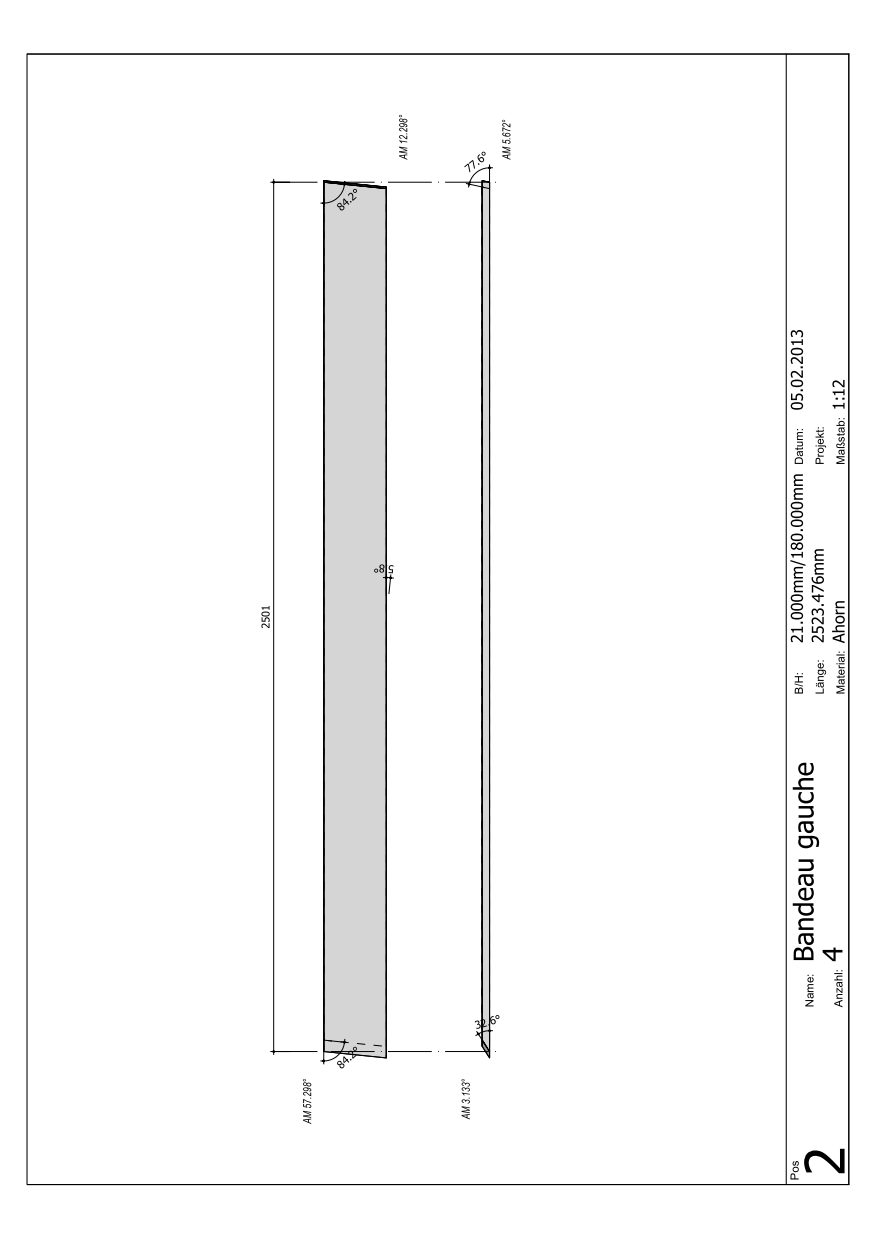 2501
84.2°
84.2°
5.8°
AM 57.298°
AM 12.298°
77.6°
32.6°
AM 3.133°
AM 5.672°
Pos
2
Name: Bandeau gauche
Anzahl: 4
B/H: 21.000mm/180.000mm
Länge: 2523.476mm
Material: Ahorn
Datum: 05.02.2013
Projekt:
Maßstab: 1:12